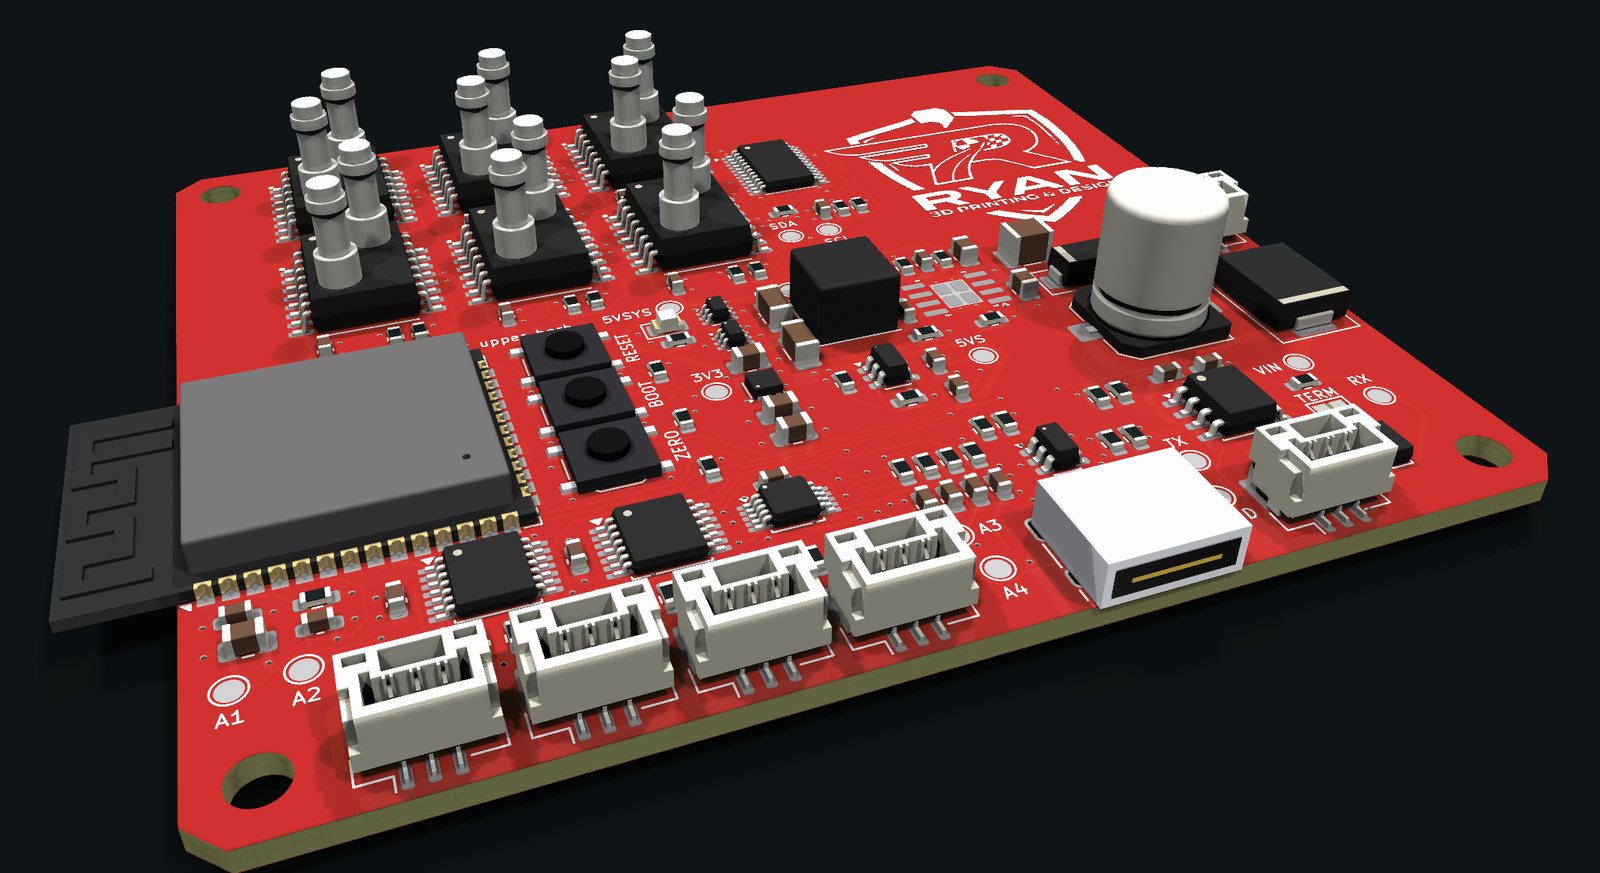 RYAN
3D PRINTING & DESIGN
SDA
5VSYS
RESET
BOOT
ZERO
3V3
5VS
VIN
TERM
RX
TX
D
A3
A4
A2
A1